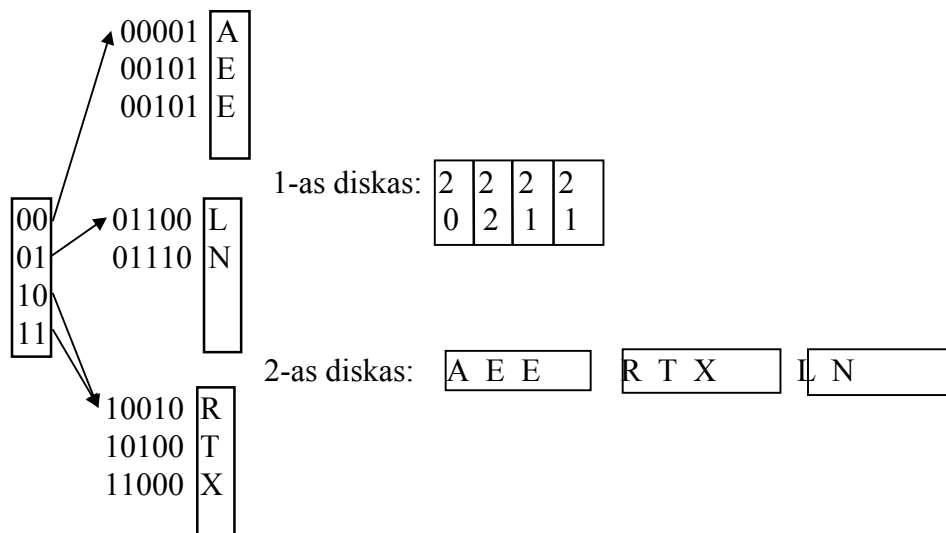 00001 A
00101 E
00101 E
1-as diskas: 2 2 2 2
0 2 1 1
00
01
10
11
01100 L
01110 N
2-as diskas: A E E R T X L N
10010 R
10100 T
11000 X